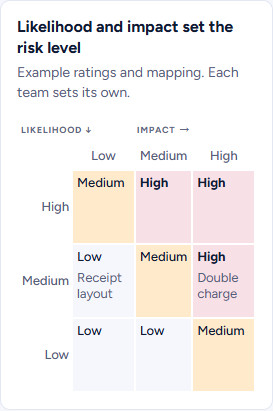 Likelihood and impact set the
risk level
Example ratings and mapping. Each
team sets its own.
LIKELIHOOD ↓ IMPACT →
Low Medium High
High Medium High High
Medium Low Medium High
Receipt Double
layout charge
Low Low Low Medium